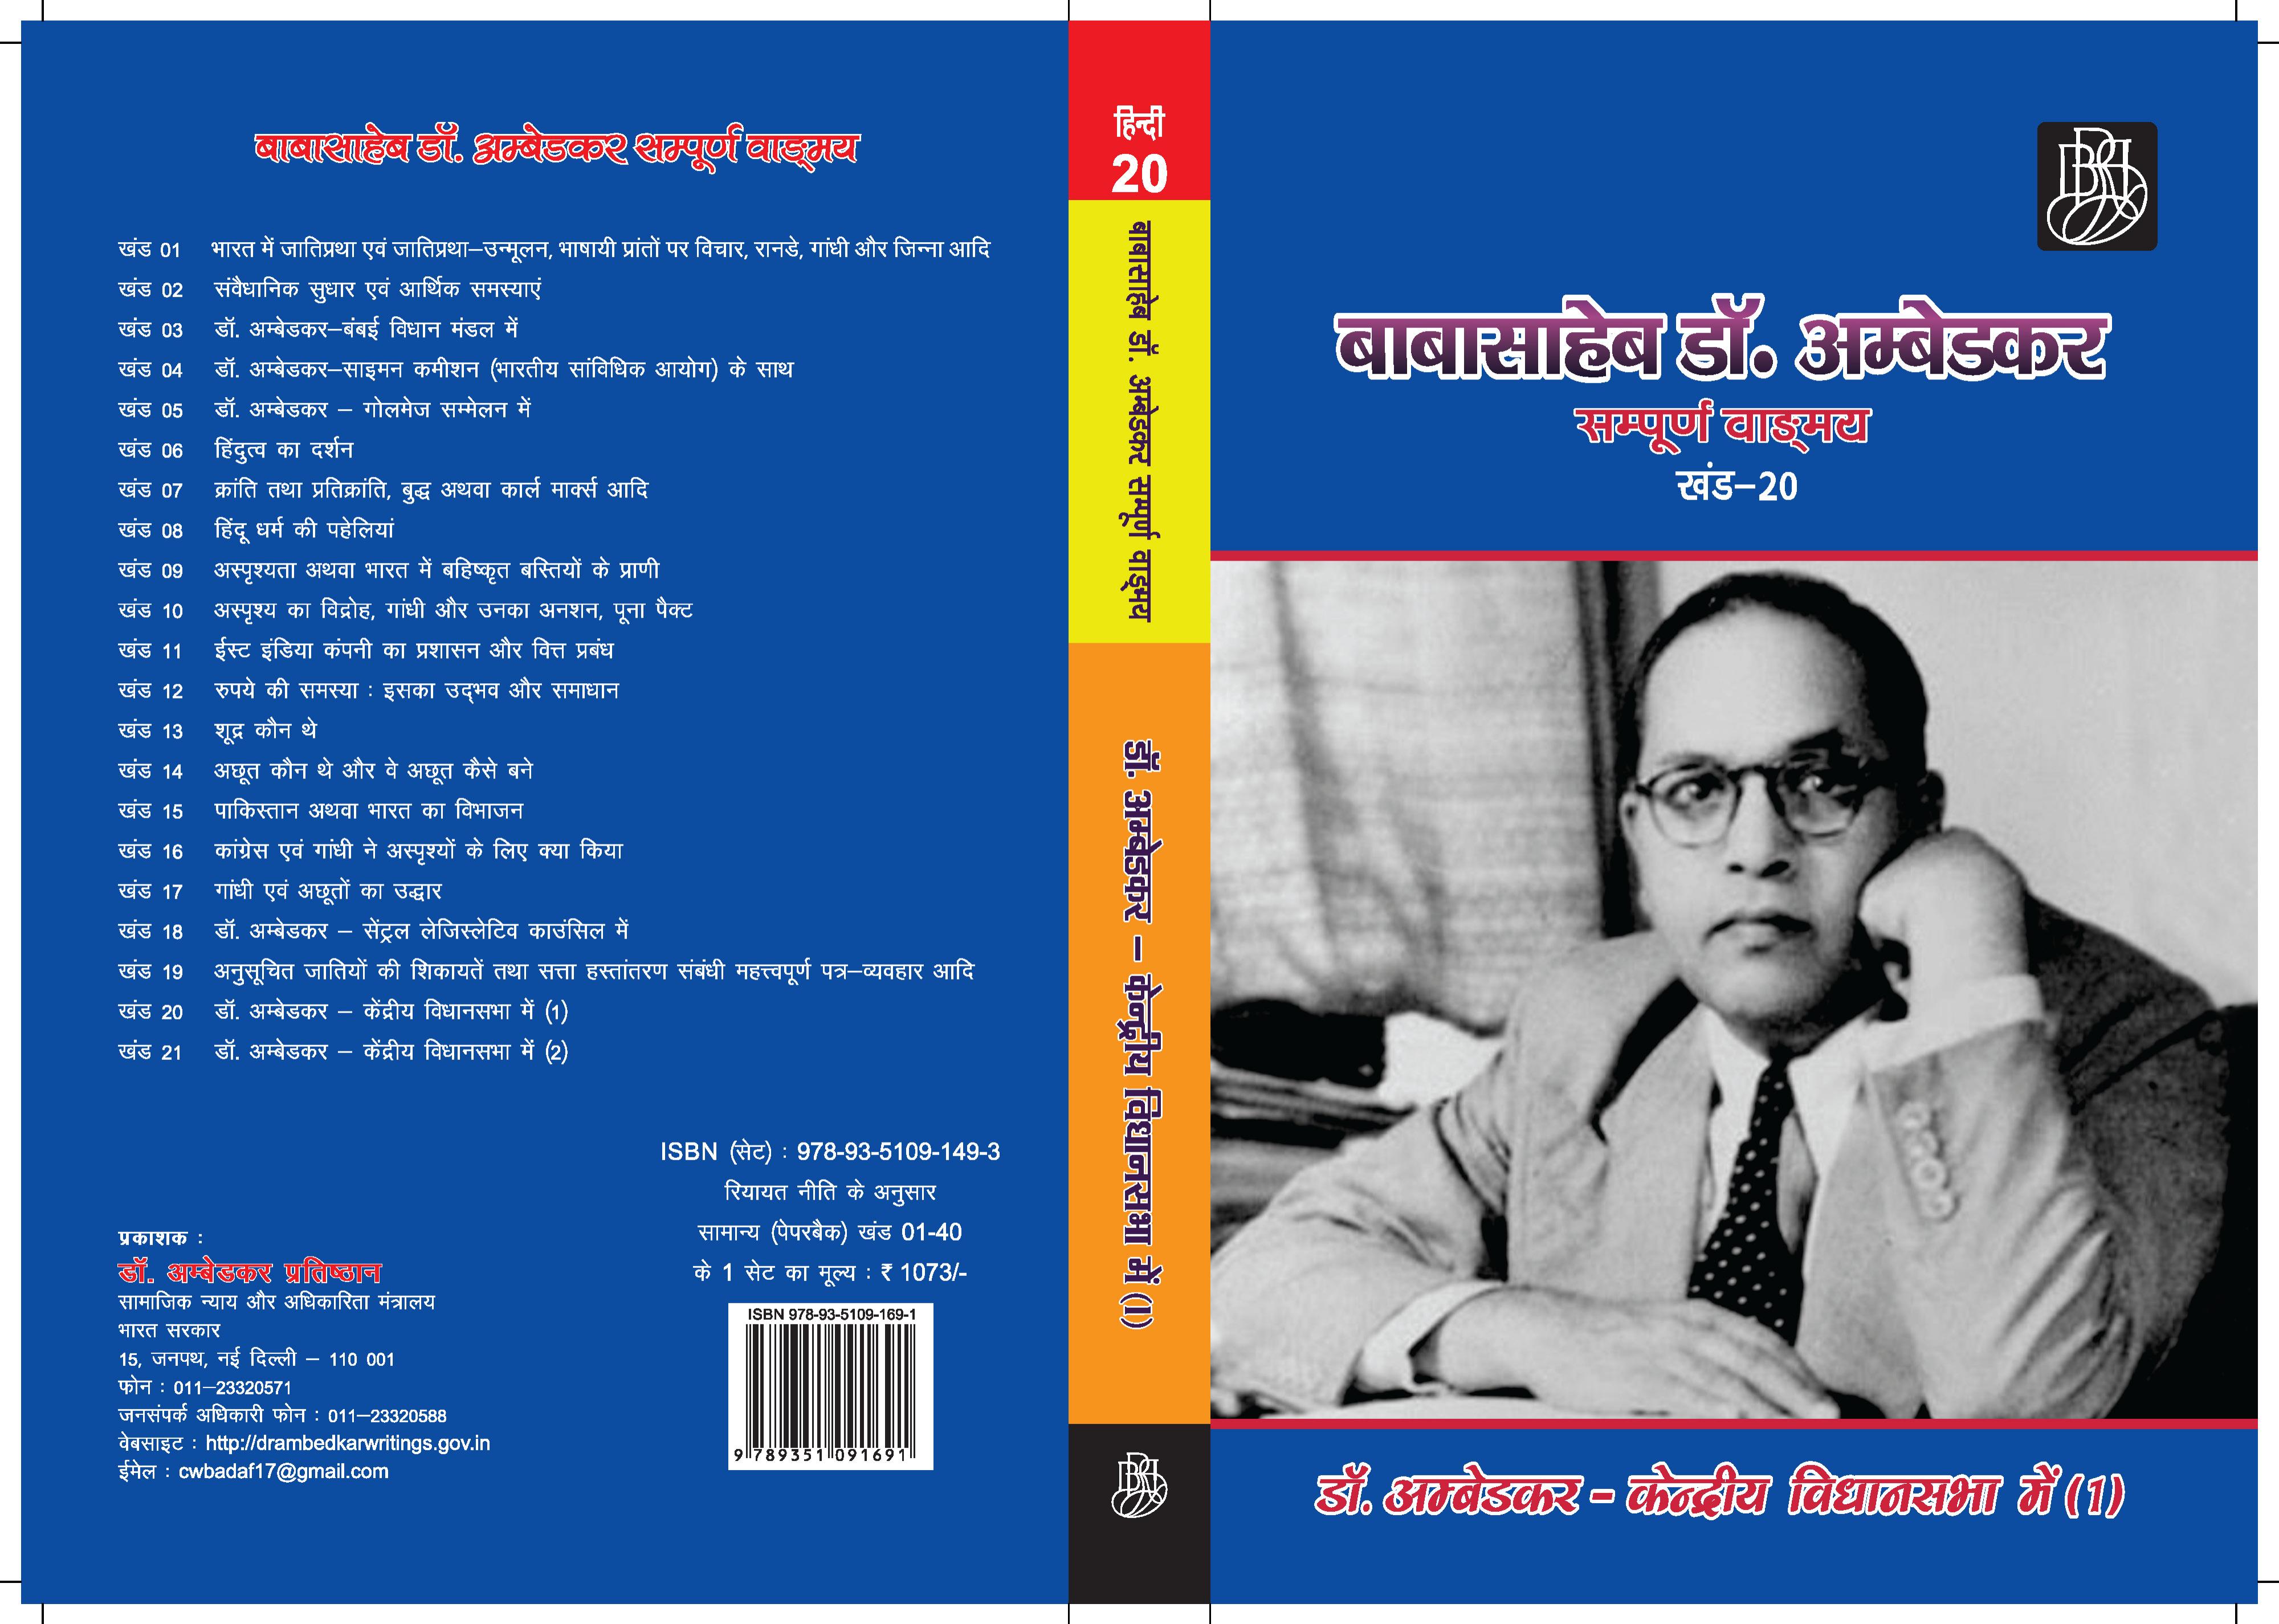 बाबासाहेब डॉ. अम्बेडकर सम्पूर्ण वाङ्मय
खंड 01 भारत में जातिप्रथा एवं जातिप्रथा–उन्मूलन, भाषायी प्रांतों पर विचार, रानडे, गांधी और जिन्ना आदि
खंड 02 संवैधानिक सुधार एवं आर्थिक समस्याएं
खंड 03 डॉ. अम्बेडकर–बंबई विधान मंडल में
खंड 04 डॉ. अम्बेडकर–साइमन कमीशन (भारतीय सांविधिक आयोग) के साथ
खंड 05 डॉ. अम्बेडकर – गोलमेज सम्मेलन में
खंड 06 हिंदुत्व का दर्शन
खंड 07 क्रांति तथा प्रतिक्रांति, बुद्ध अथवा कार्ल मार्क्स आदि
खंड 08 हिंदू धर्म की पहेलियां
खंड 09 अस्पृश्यता अथवा भारत में बहिष्कृत बस्तियों के प्राणी
खंड 10 अस्पृश्य का विद्रोह, गांधी और उनका अनशन, पूना पैक्ट
खंड 11 ईस्ट इंडिया कंपनी का प्रशासन और वित्त प्रबंध
खंड 12 रुपये की समस्या : इसका उद्‌भव और समाधान
खंड 13 शूद्र कौन थे
खंड 14 अछूत कौन थे और वे अछूत कैसे बने
खंड 15 पाकिस्तान अथवा भारत का विभाजन
खंड 16 कांग्रेस एवं गांधी ने अस्पृश्यों के लिए क्या किया
खंड 17 गांधी एवं अछूतों का उद्धार
खंड 18 डॉ. अम्बेडकर – सेंट्रल लेजिस्लेटिव काउंसिल में
खंड 19 अनुसूचित जातियों की शिकायतें तथा सत्ता हस्तांतरण संबंधी महत्त्वपूर्ण पत्र–व्यवहार आदि
खंड 20 डॉ. अम्बेडकर – केंद्रीय विधानसभा में (1)
खंड 21 डॉ. अम्बेडकर – केंद्रीय विधानसभा में (2)
ISBN (सेट) : 978-93-5109-149-3
रियायत नीति के अनुसार
सामान्य (पेपरबैक) खंड 01-40
के 1 सेट का मूल्य : ₹ 1073/-
ISBN 978-93-5109-169-1
9 789351 091691
प्रकाशक :
डॉ. अम्बेडकर प्रतिष्ठान
सामाजिक न्याय और अधिकारिता मंत्रालय
भारत सरकार
15, जनपथ, नई दिल्ली – 110 001
फोन : 011–23320571
जनसंपर्क अधिकारी फोन : 011–23320588
वेबसाइट : http://drambedkarwritings.gov.in
ईमेल : cwbadaf17@gmail.com
हिन्दी
20
बाबासाहेब डॉ. अम्बेडकर सम्पूर्ण वाङ्मय
डॉ. अम्बेडकर – केन्द्रीय विधानसभा में (1)
बाबासाहेब डॉ. अम्बेडकर
सम्पूर्ण वाङ्मय
खंड–20
डॉ. अम्बेडकर - केन्द्रीय विधानसभा में (1)